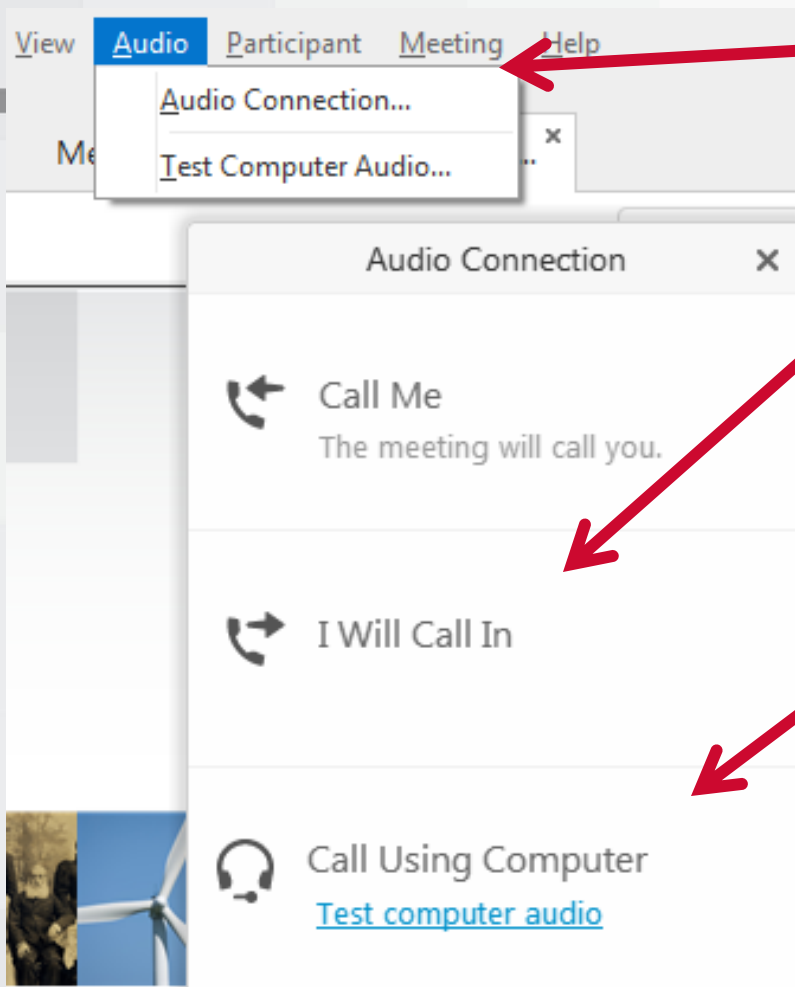 View Audio Participant Meeting Help
Audio Connection...
Me
Test Computer Audio...
..
Audio Connection
Call Me
The meeting will call you.
I Will Call In
Call Using Computer
Test computer audio